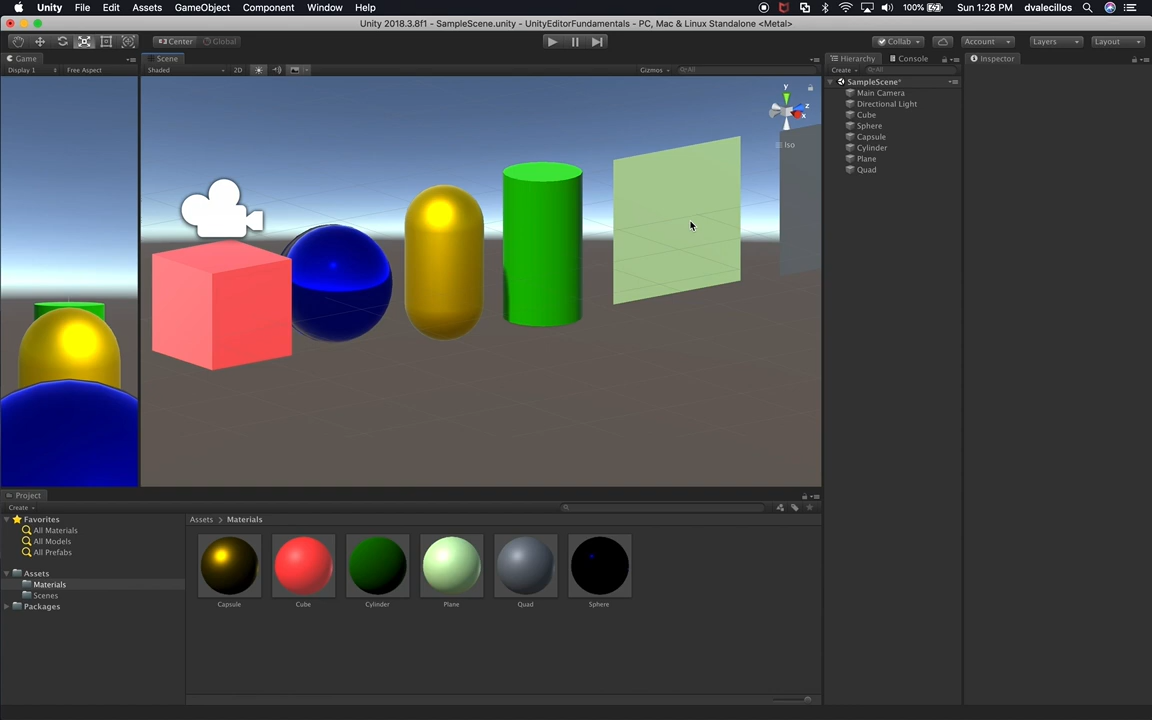 Unity File Edit Assets GameObject Component Window Help 100% Sun 1:28 PM dvalecillos
Unity 2018.3.8f1 - SampleScene.unity - UnityEditorFundamentals - PC, Mac & Linux Standalone <Metal>
Center Global Collab Account Layers Layout
Game Scene Hierarchy Console Inspector
Display 1 Free Aspect Shaded 2D Gizmos All Create All
SampleScene*
Main Camera
Directional Light
Cube
Sphere
Capsule
Cylinder
Plane
Quad
y
z
x
Iso
Project
Create
Favorites
All Materials
All Models
All Prefabs
Assets
Materials
Scenes
Packages
Assets > Materials
Capsule Cube Cylinder Plane Quad Sphere